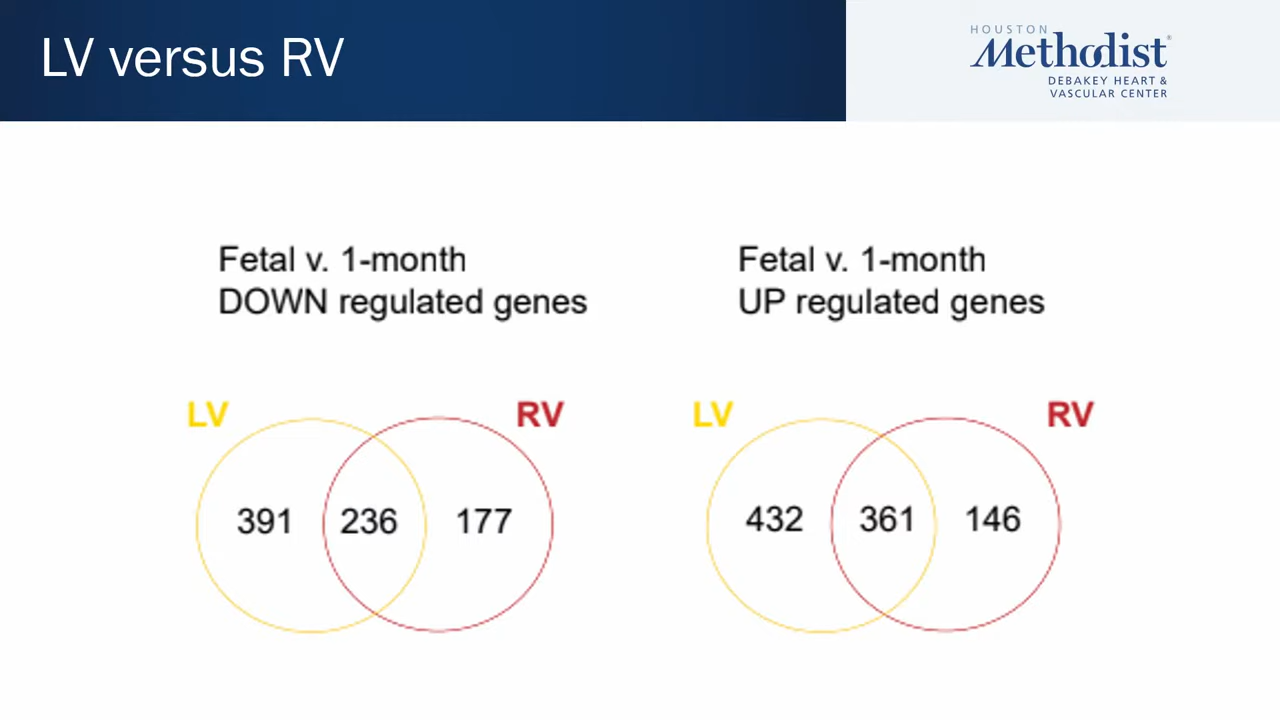 LV versus RV
HOUSTON
Methodist®
DEBAKEY HEART &
VASCULAR CENTER
Fetal v. 1-month
DOWN regulated genes
LV
RV
391
236
177
Fetal v. 1-month
UP regulated genes
LV
RV
432
361
146